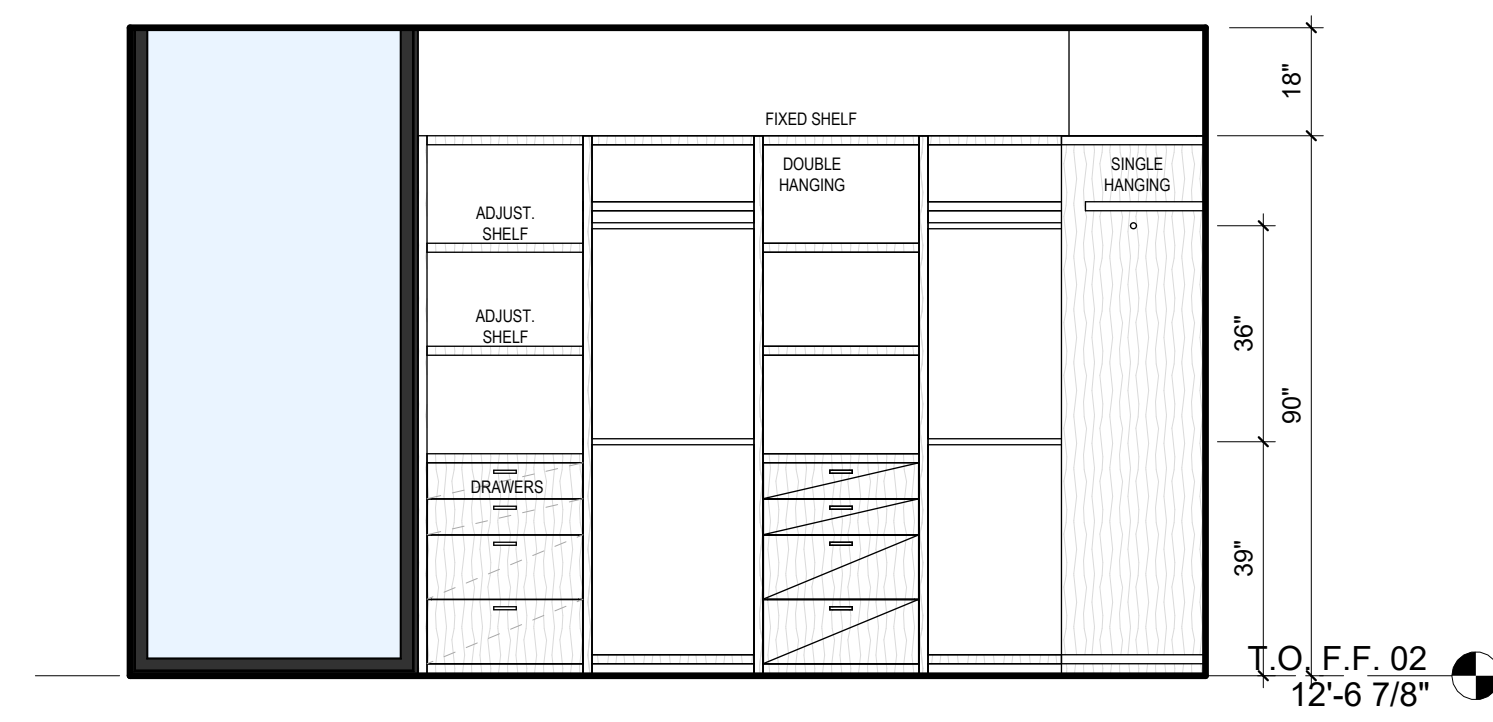 18"
FIXED SHELF
DOUBLE
HANGING
SINGLE
HANGING
ADJUST.
SHELF
ADJUST.
SHELF
36"
90"
DRAWERS
39"
T.O. F.F. 02
12'-6 7/8"